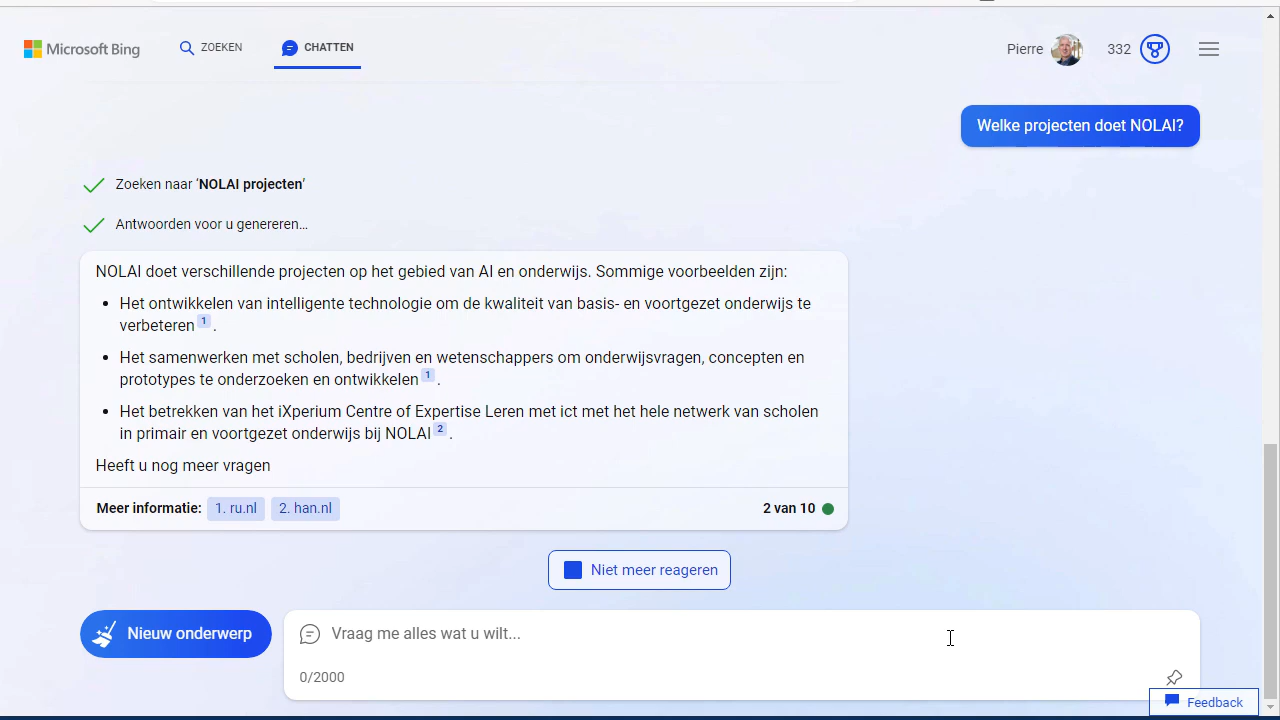 Microsoft Bing
ZOEKEN
CHATTEN
Pierre
332
Welke projecten doet NOLAI?
Zoeken naar 'NOLAI projecten'
Antwoorden voor u genereren...
NOLAI doet verschillende projecten op het gebied van AI en onderwijs. Sommige voorbeelden zijn:
• Het ontwikkelen van intelligente technologie om de kwaliteit van basis- en voortgezet onderwijs te
verbeteren 1 .
• Het samenwerken met scholen, bedrijven en wetenschappers om onderwijsvragen, concepten en
prototypes te onderzoeken en ontwikkelen 1 .
• Het betrekken van het iXperium Centre of Expertise Leren met ict met het hele netwerk van scholen
in primair en voortgezet onderwijs bij NOLAI 2 .
Heeft u nog meer vragen
Meer informatie: 1. ru.nl 2. han.nl 2 van 10
Niet meer reageren
Nieuw onderwerp
Vraag me alles wat u wilt...
0/2000
Feedback